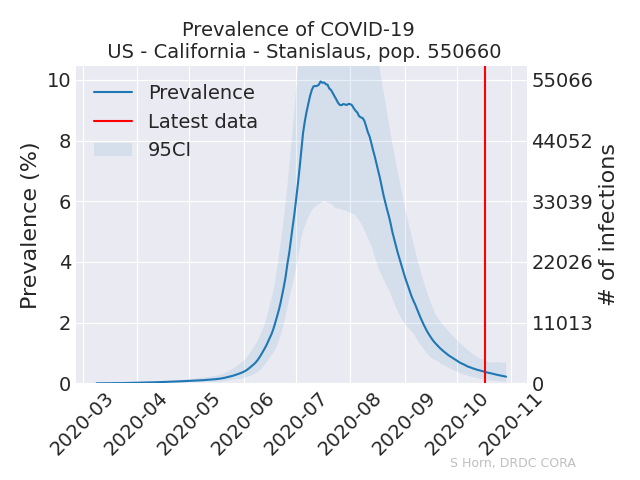 Prevalence of COVID-19
US - California - Stanislaus, pop. 550660
Prevalence
Latest data
95CI
Prevalence (%)
10
8
6
4
2
0
55066
44052
33039
22026
11013
0
# of infections
2020-03
2020-04
2020-05
2020-06
2020-07
2020-08
2020-09
2020-10
2020-11
S Horn, DRDC CORA